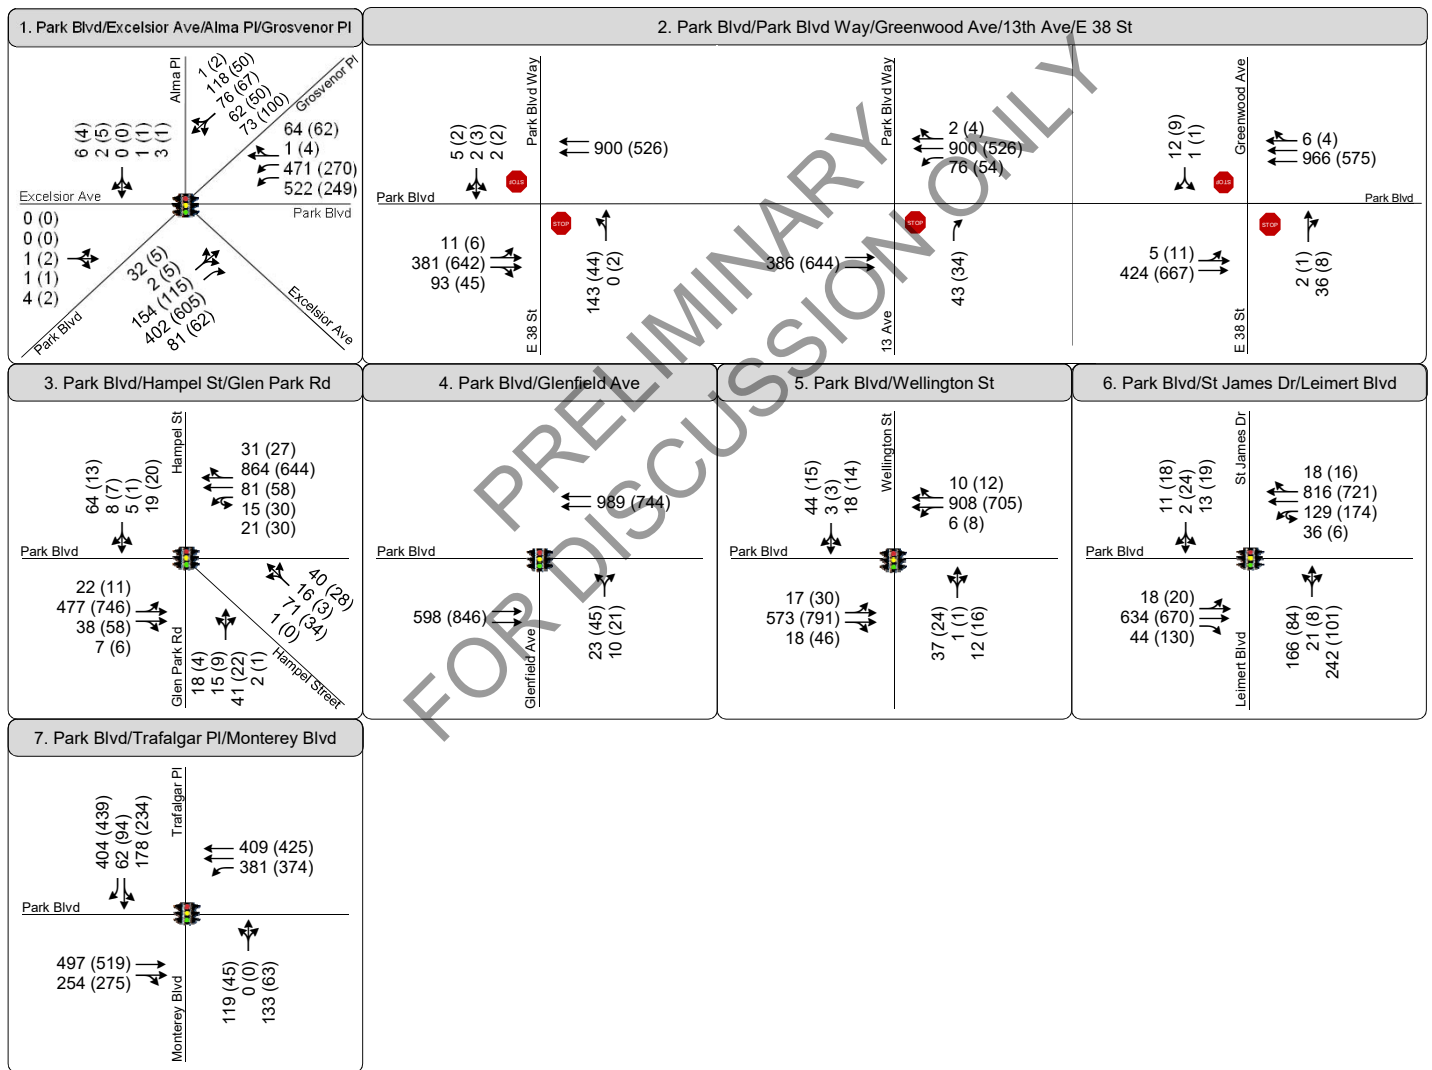 1. Park Blvd/Excelsior Ave/Alma Pl/Grosvenor Pl
Alma Pl
1 (2)
118 (50)
76 (67)
62 (50)
73 (100)
Grosvenor Pl
6 (4)
2 (5)
0 (0)
1 (1)
3 (1)
64 (62)
1 (4)
471 (270)
522 (249)
Excelsior Ave
Park Blvd
0 (0)
0 (0)
1 (2)
1 (1)
4 (2)
32 (5)
2 (5)
154 (115)
402 (605)
81 (62)
Park Blvd
Excelsior Ave
2. Park Blvd/Park Blvd Way/Greenwood Ave/13th Ave/E 38 St
5 (2)
2 (3)
2 (2)
Park Blvd Way
900 (526)
STOP
Park Blvd
STOP
11 (6)
381 (642)
93 (45)
143 (44)
0 (2)
E 38 St
Park Blvd Way
2 (4)
900 (526)
76 (54)
STOP
386 (644)
43 (34)
13 Ave
12 (9)
1 (1)
Greenwood Ave
6 (4)
966 (575)
STOP
Park Blvd
STOP
5 (11)
424 (667)
2 (1)
36 (8)
E 38 St
3. Park Blvd/Hampel St/Glen Park Rd
64 (13)
8 (7)
5 (1)
19 (20)
Hampel St
31 (27)
864 (644)
81 (58)
15 (30)
21 (30)
Park Blvd
22 (11)
477 (746)
38 (58)
7 (6)
Glen Park Rd
18 (4)
15 (9)
41 (22)
2 (1)
40 (28)
16 (3)
71 (34)
1 (0)
Hampel Street
4. Park Blvd/Glenfield Ave
989 (744)
Park Blvd
598 (846)
Glenfield Ave
23 (45)
10 (21)
5. Park Blvd/Wellington St
44 (15)
3 (3)
18 (14)
Wellington St
10 (12)
908 (705)
6 (8)
Park Blvd
17 (30)
573 (791)
18 (46)
37 (24)
1 (1)
12 (16)
6. Park Blvd/St James Dr/Leimert Blvd
11 (18)
2 (24)
13 (19)
St James Dr
18 (16)
816 (721)
129 (174)
36 (6)
Park Blvd
18 (20)
634 (670)
44 (130)
Leimert Blvd
166 (84)
21 (8)
242 (101)
7. Park Blvd/Trafalgar Pl/Monterey Blvd
404 (439)
62 (94)
178 (234)
Trafalgar Pl
409 (425)
381 (374)
Park Blvd
497 (519)
254 (275)
Monterey Blvd
119 (45)
0 (0)
133 (63)
PRELIMINARY
FOR DISCUSSION ONLY